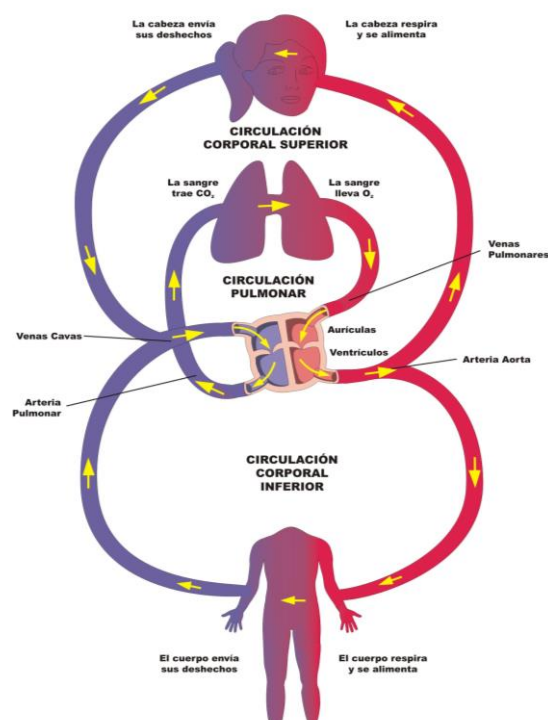 La cabeza envía
sus deshechos
La cabeza respira
y se alimenta
CIRCULACIÓN
CORPORAL SUPERIOR
La sangre
trae CO₂
La sangre
lleva O₂
Venas
Pulmonares
CIRCULACIÓN
PULMONAR
Venas Cavas
Aurículas
Ventrículos
Arteria Aorta
Arteria
Pulmonar
CIRCULACIÓN
CORPORAL
INFERIOR
El cuerpo envía
sus deshechos
El cuerpo respira
y se alimenta